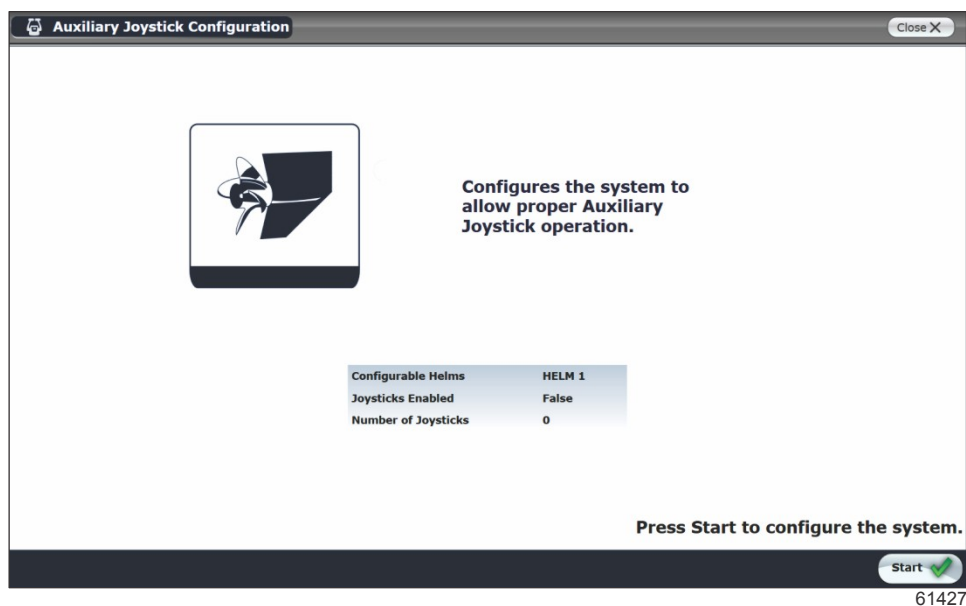 Auxiliary Joystick Configuration
Close X
Configures the system to
allow proper Auxiliary
Joystick operation.
Configurable Helms HELM 1
Joysticks Enabled False
Number of Joysticks 0
Press Start to configure the system.
Start
61427